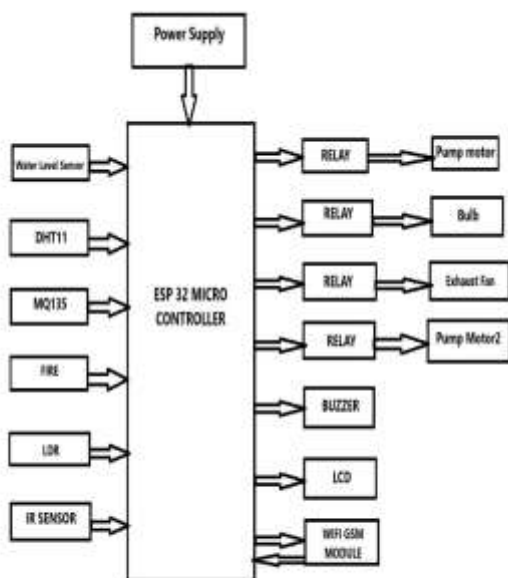 Power Supply
Water Level Sensor
DHT11
MQ135
FIRE
LDR
IR SENSOR
ESP 32 MICRO
CONTROLLER
RELAY
Pump motor
RELAY
Bulb
RELAY
Exhaust Fan
RELAY
Pump Motor2
BUZZER
LCD
WIFI GSM
MODULE